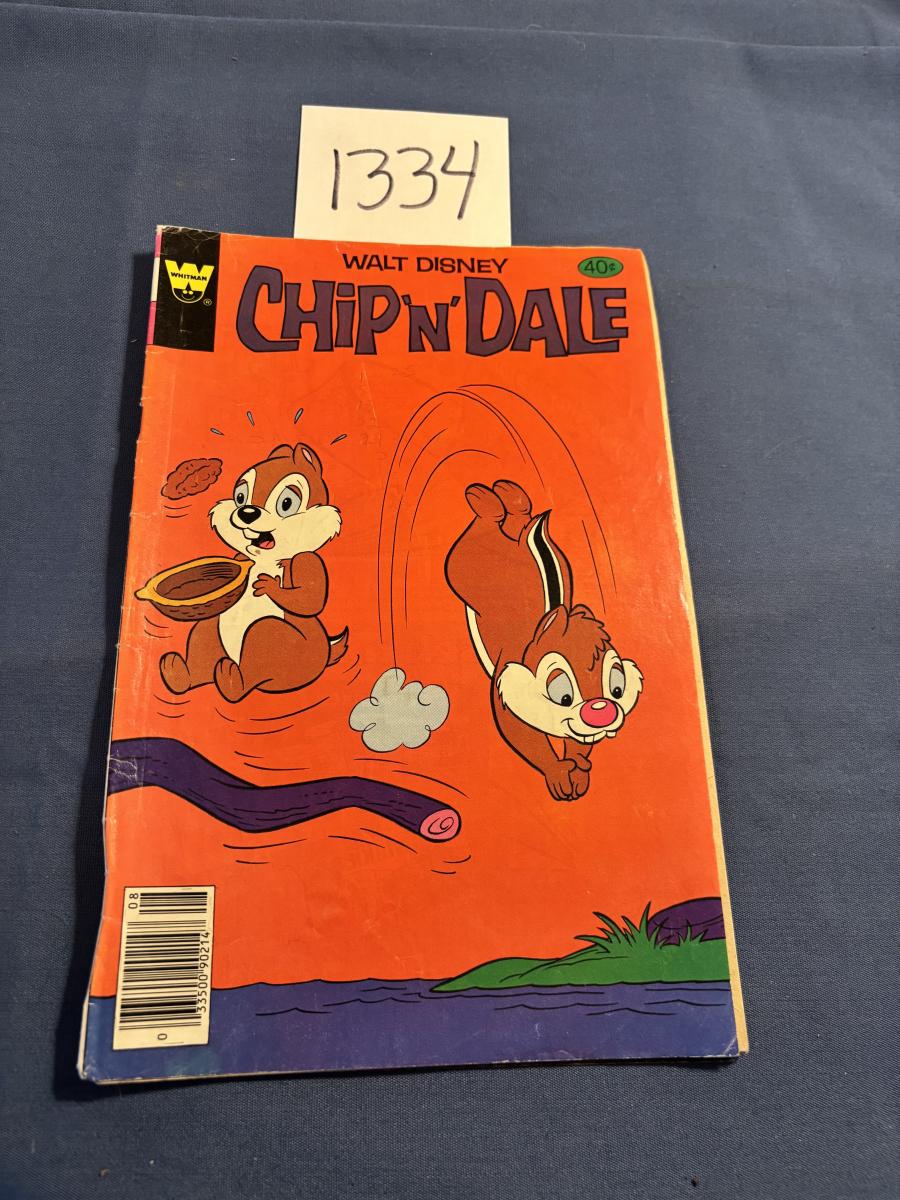 1334
WHITMAN
®
WALT DISNEY
40¢
CHIP 'N' DALE
08
0 33500 90214